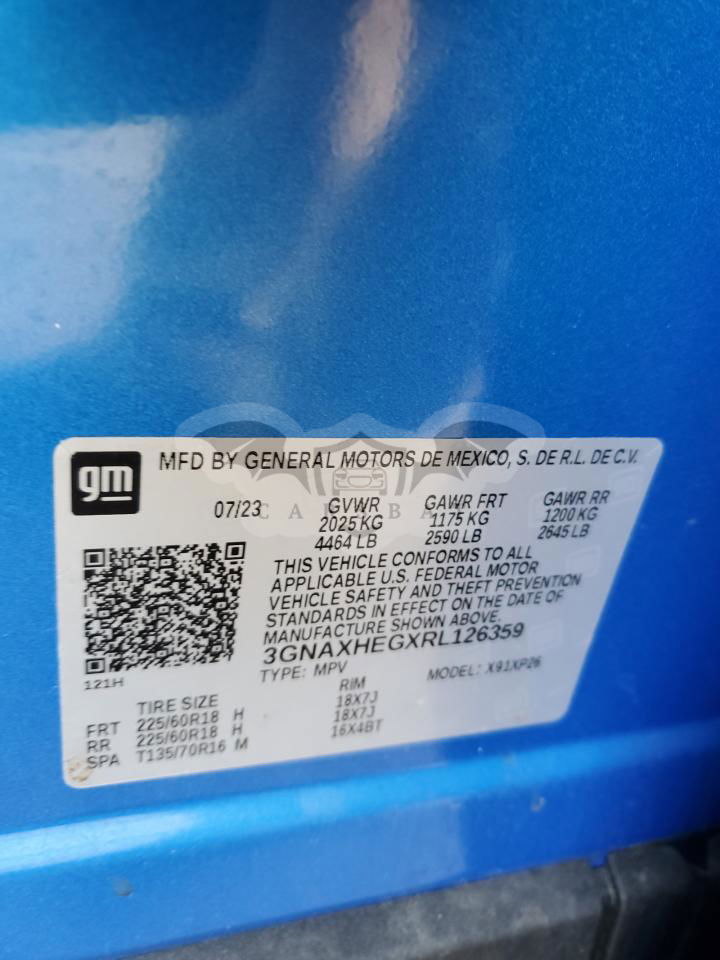 gm
MFD BY GENERAL MOTORS DE MEXICO, S. DE R.L. DE C.V.
07/23 GVWR GAWR FRT GAWR RR
2025 KG 1175 KG 1200 KG
4464 LB 2590 LB 2645 LB
THIS VEHICLE CONFORMS TO ALL
APPLICABLE U.S. FEDERAL MOTOR
VEHICLE SAFETY AND THEFT PREVENTION
STANDARDS IN EFFECT ON THE DATE OF
MANUFACTURE SHOWN ABOVE.
3GNAXHEGXRL126359
TYPE: MPV MODEL: X91XP26
121H
TIRE SIZE RIM
FRT 225/60R18 H 18X7J
RR 225/60R18 H 18X7J
SPA T135/70R16 M 16X4BT